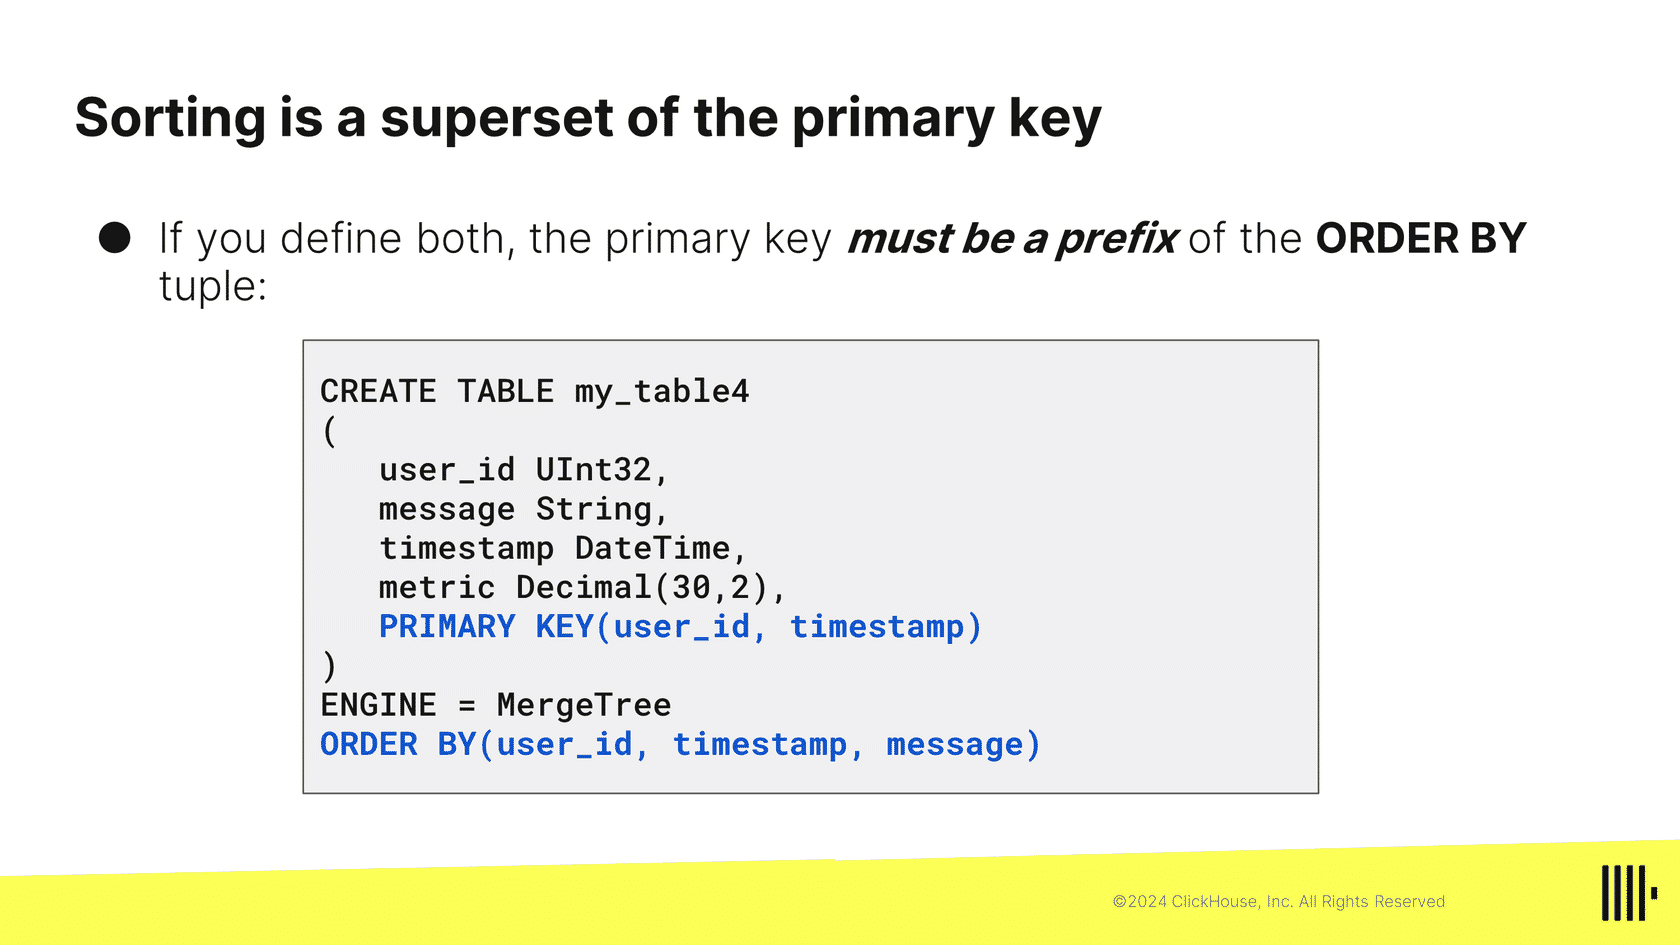 Sorting is a superset of the primary key
● If you define both, the primary key must be a prefix of the ORDER BY
tuple:
CREATE TABLE my_table4
(
user_id UInt32,
message String,
timestamp DateTime,
metric Decimal(30,2),
PRIMARY KEY(user_id, timestamp)
)
ENGINE = MergeTree
ORDER BY(user_id, timestamp, message)
©2024 ClickHouse, Inc. All Rights Reserved